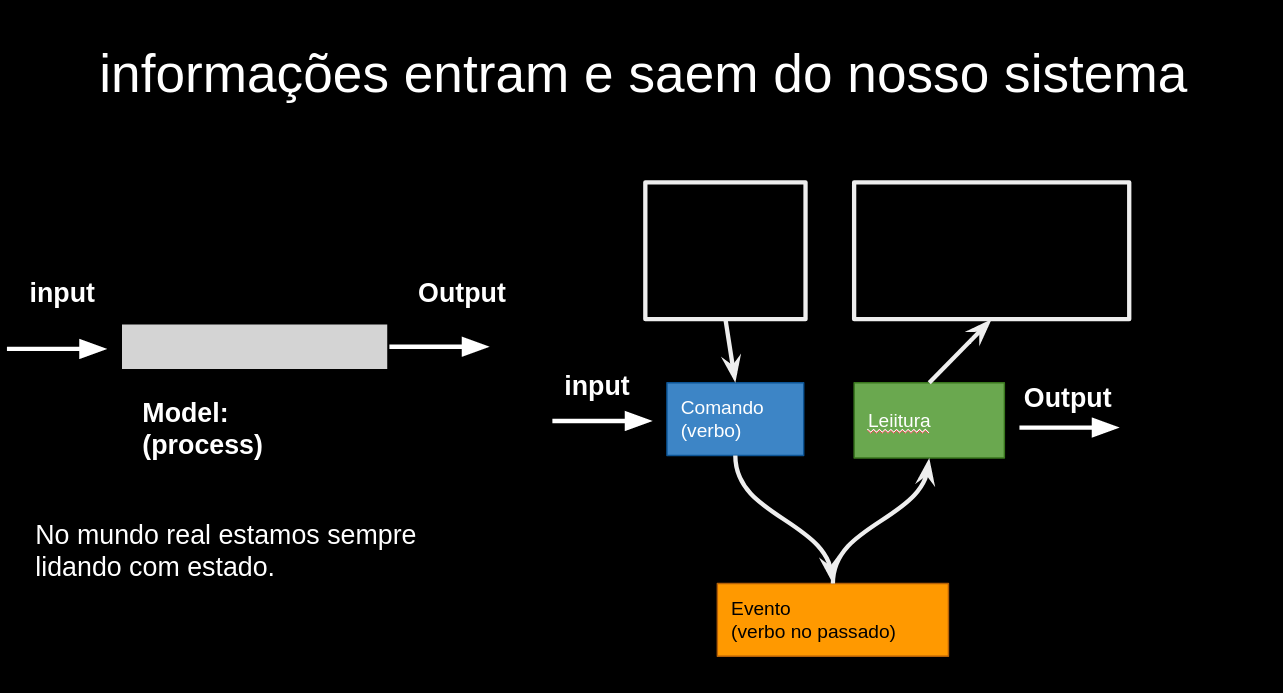 informações entram e saem do nosso sistema
input
Output
Model:
(process)
No mundo real estamos sempre
lidando com estado.
input
Comando
(verbo)
Leiitura
Output
Evento
(verbo no passado)